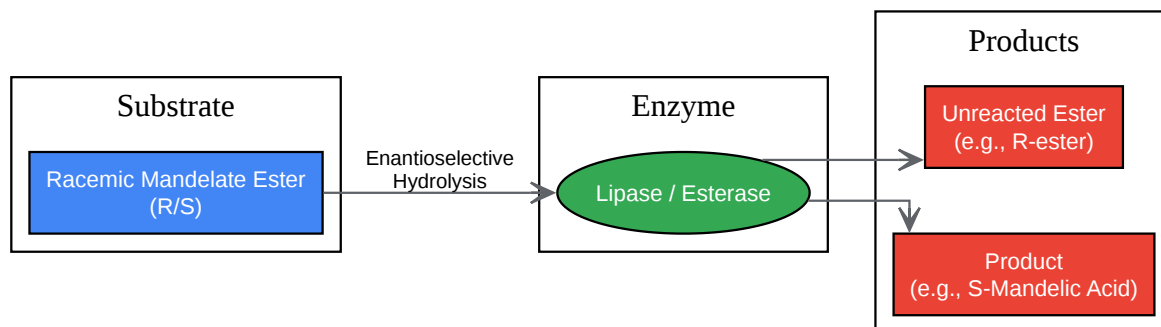 Substrate
Racemic Mandelate Ester
(R/S)
Enantioselective
Hydrolysis
Enzyme
Lipase / Esterase
Products
Unreacted Ester
(e.g., R-ester)
Product
(e.g., S-Mandelic Acid)